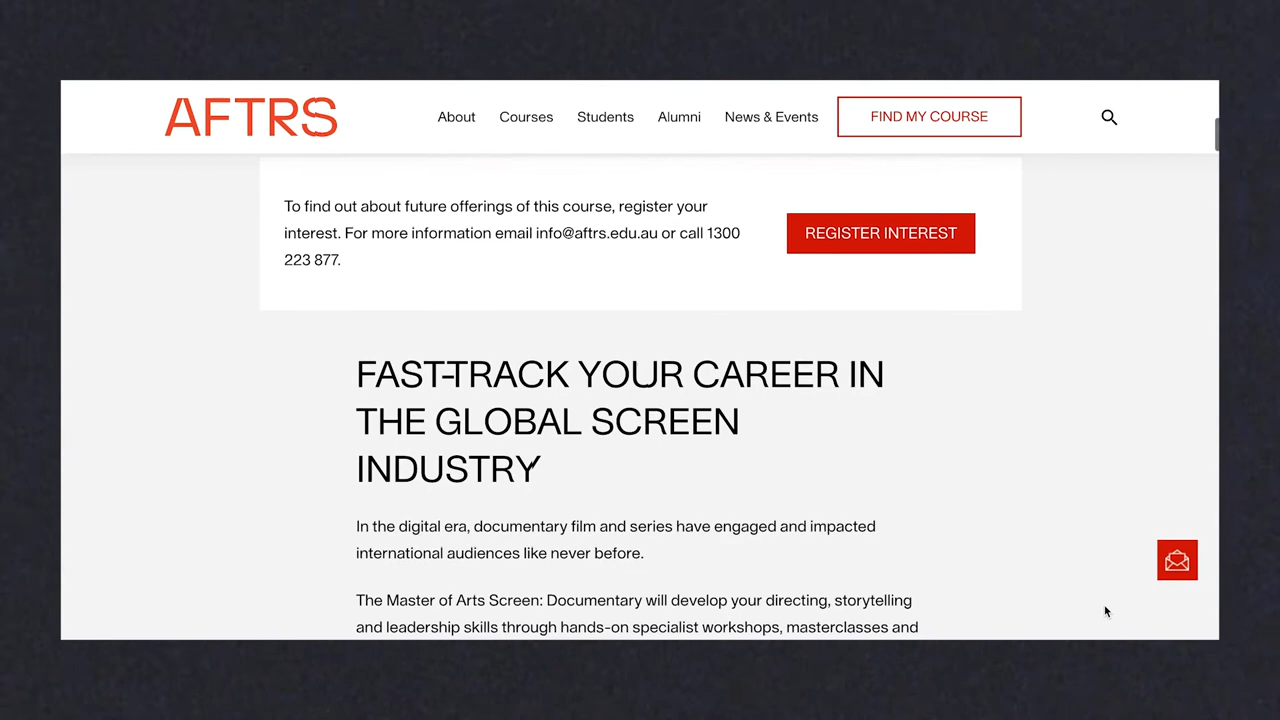 AFTRS
About Courses Students Alumni News & Events FIND MY COURSE
To find out about future offerings of this course, register your
interest. For more information email info@aftrs.edu.au or call 1300
223 877.
REGISTER INTEREST
FAST-TRACK YOUR CAREER IN
THE GLOBAL SCREEN
INDUSTRY
In the digital era, documentary film and series have engaged and impacted
international audiences like never before.
The Master of Arts Screen: Documentary will develop your directing, storytelling
and leadership skills through hands-on specialist workshops, masterclasses and